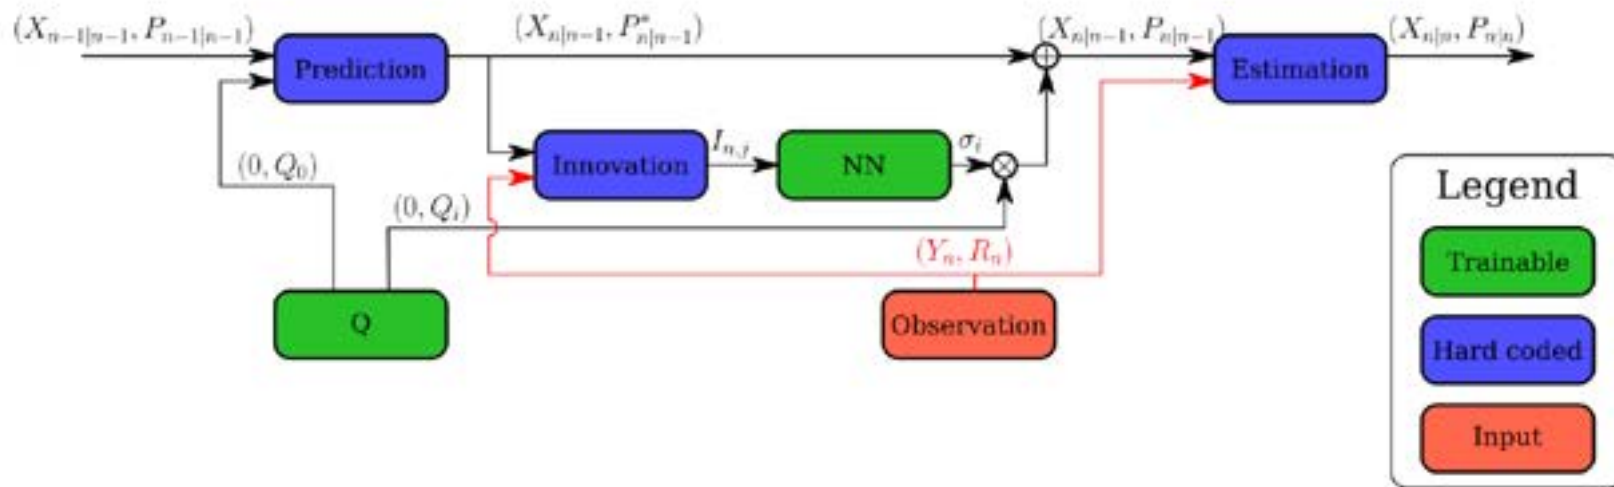 (X_{n-1|n-1}, P_{n-1|n-1})
(X_{n|n-1}, P^*_{n|n-1})
(X_{n|n-1}, P_{n|n-1})
(X_{n|n}, P_{n|n})
Prediction
Estimation
Innovation
I_{n,j}
NN
σ_i
(0, Q_0)
(0, Q_i)
(Y_n, R_n)
Q
Observation
Legend
Trainable
Hard coded
Input